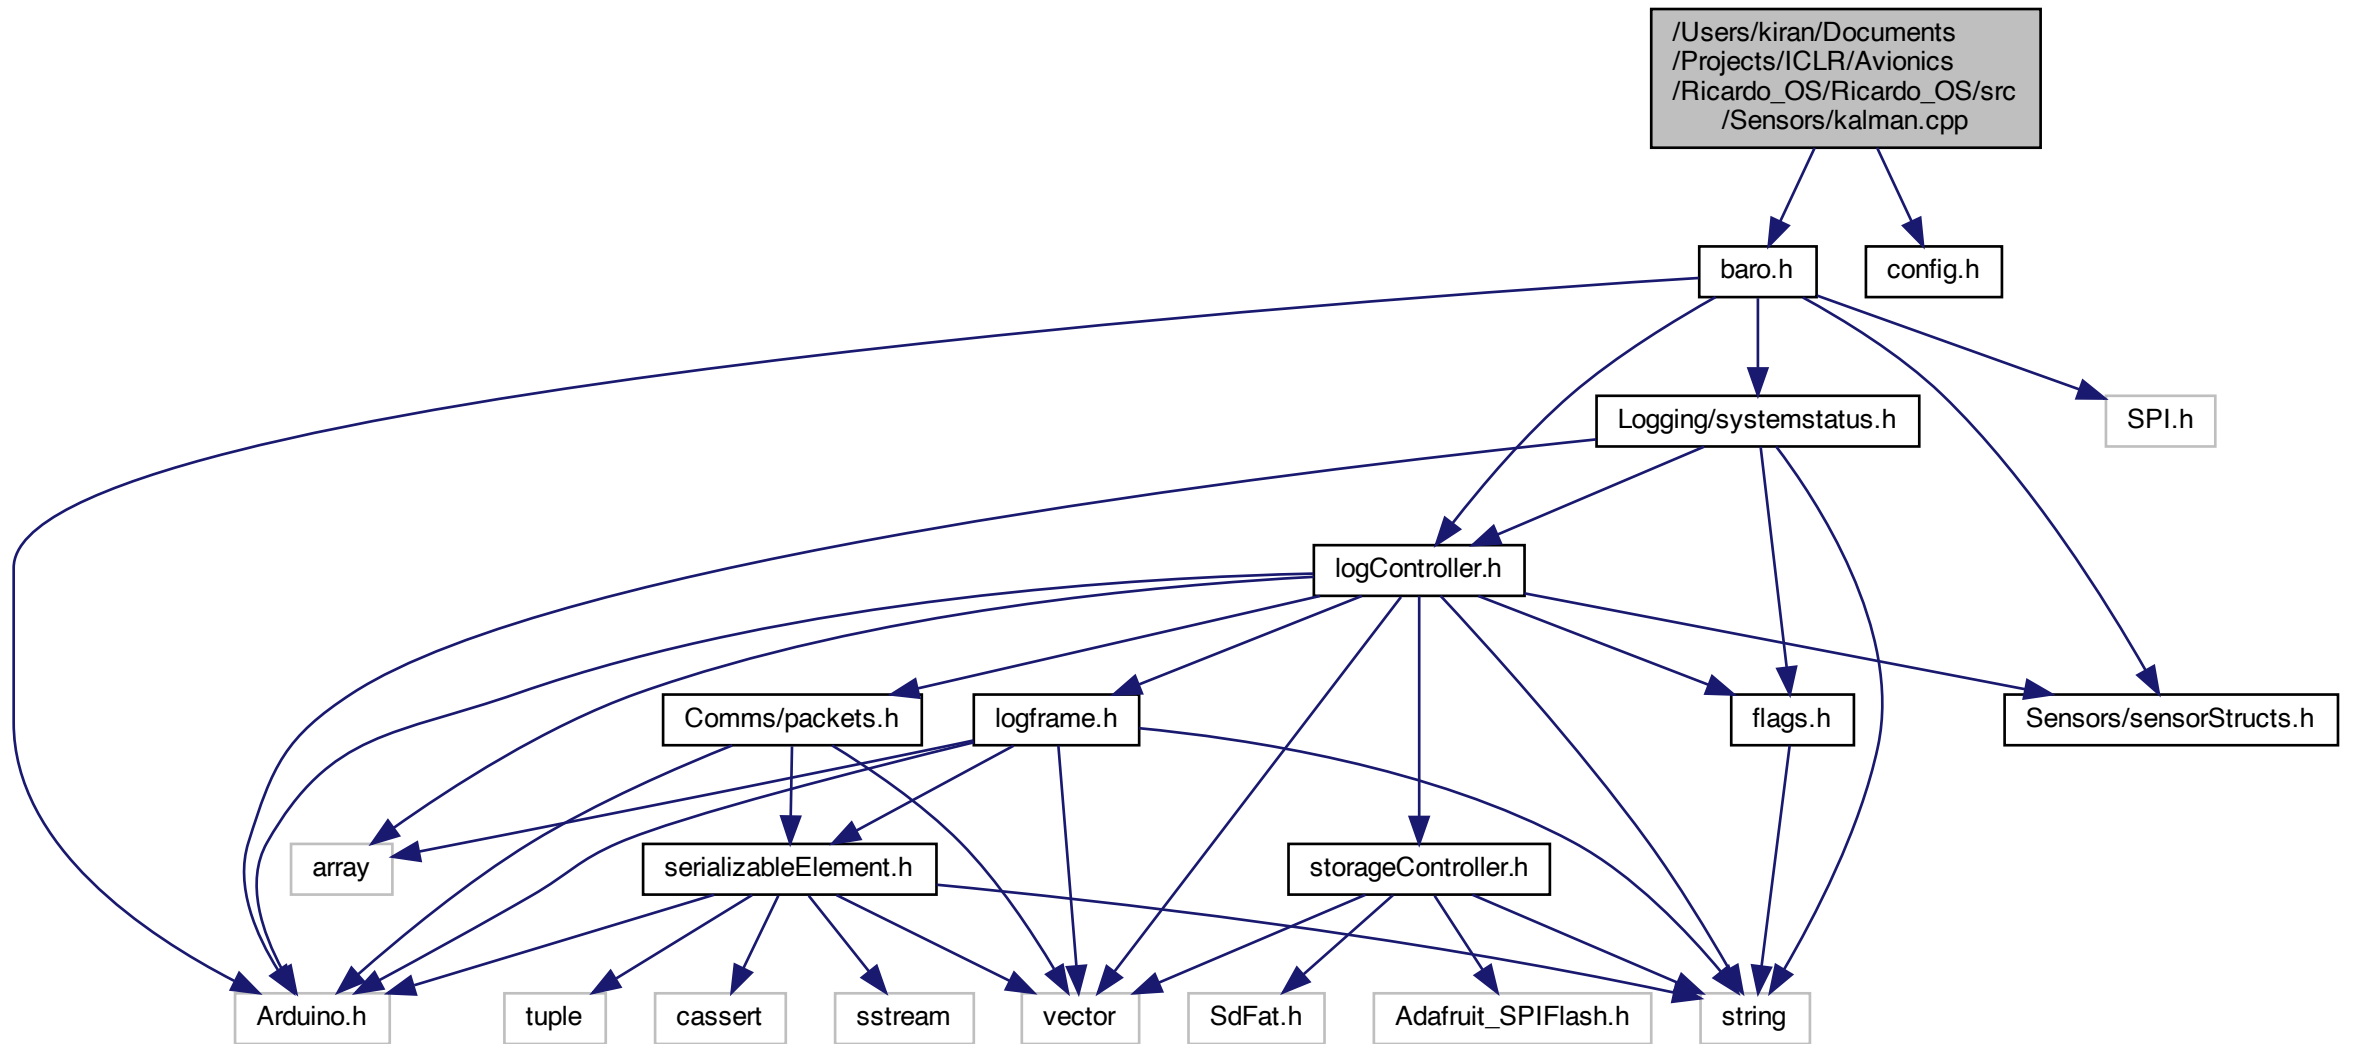 /Users/kiran/Documents
/Projects/ICLR/Avionics
/Ricardo_OS/Ricardo_OS/src
/Sensors/kalman.cpp
baro.h
config.h
Logging/systemstatus.h
SPI.h
logController.h
Comms/packets.h
logframe.h
flags.h
Sensors/sensorStructs.h
array
serializableElement.h
storageController.h
Arduino.h
tuple
cassert
sstream
vector
SdFat.h
Adafruit_SPIFlash.h
string